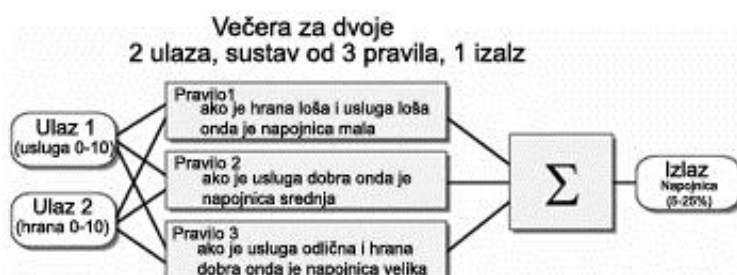 Večera za dvoje
2 ulaza, sustav od 3 pravila, 1 izalz
Pravilo1
ako je hrana loša i usluga loša
onda je napojnica mala
Ulaz 1
(usluga 0-10)
Pravilo 2
ako je usluga dobra onda je
napojnica srednja
Σ
Izlaz
Napojnica
(5-25%)
Ulaz 2
(hrana 0-10)
Pravilo 3
ako je usluga odlična i hrana
dobra onda je napojnica velika